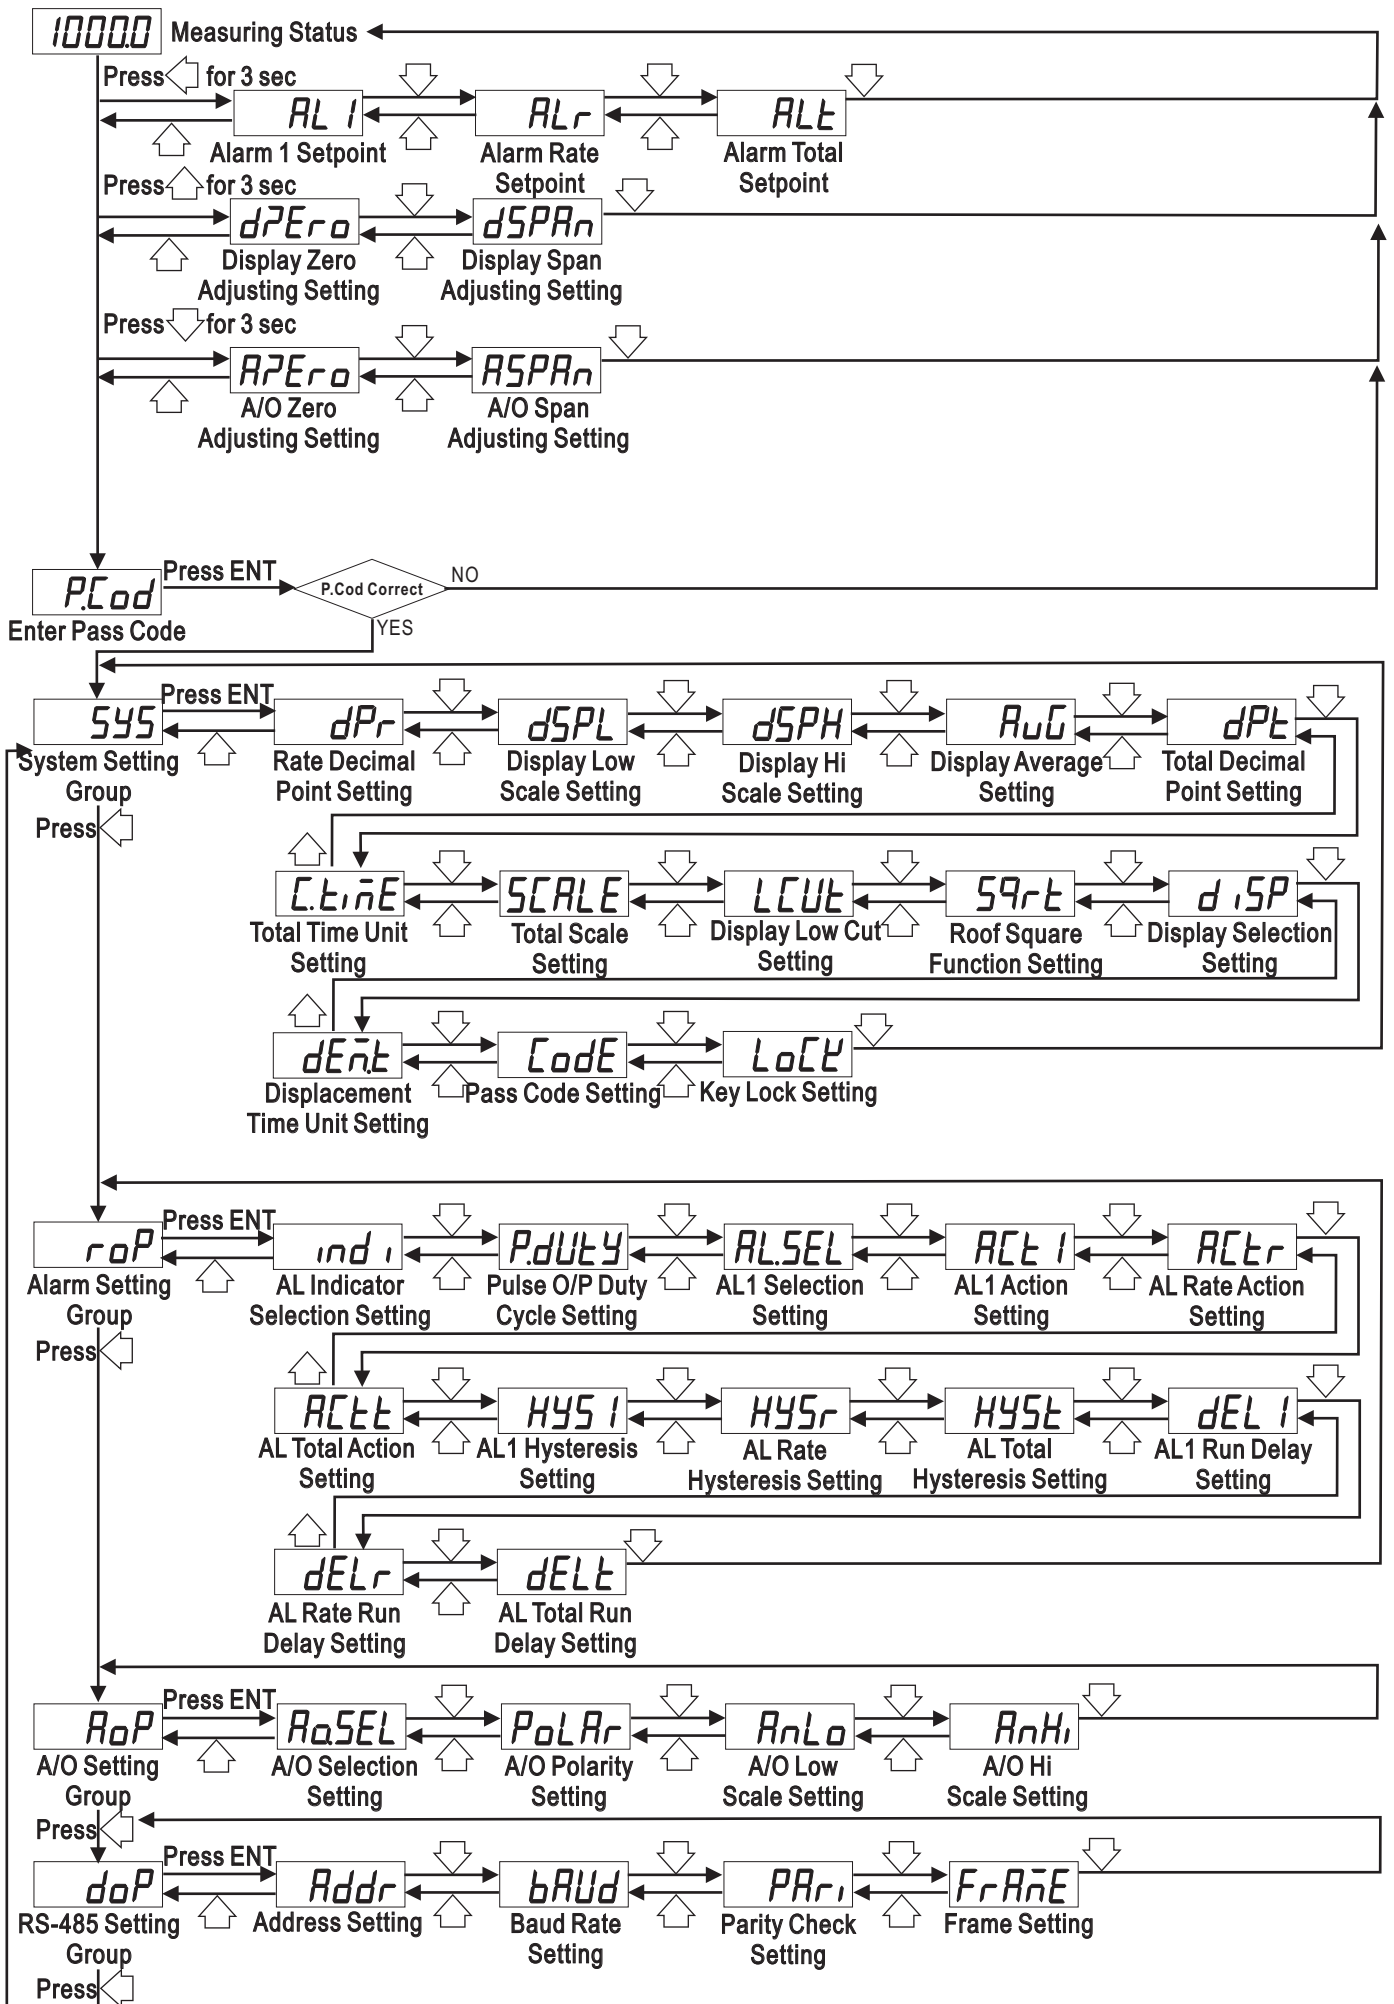 1000.0 Measuring Status
Press for 3 sec
AL1 ALr ALt
Alarm 1 Setpoint Alarm Rate Alarm Total
Setpoint Setpoint
Press for 3 sec
dZEro dSPAn
Display Zero Display Span
Adjusting Setting Adjusting Setting
Press for 3 sec
AZEro ASPAn
A/O Zero A/O Span
Adjusting Setting Adjusting Setting
P.Cod Press ENT P.Cod Correct NO
Enter Pass Code YES
Press ENT
SYS dPr dSPL dSPH AvG dPt
System Setting Rate Decimal Display Low Display Hi Display Average Total Decimal
Group Point Setting Scale Setting Scale Setting Setting Point Setting
Press
C.timE SCALE LCUt Sqrt diSP
Total Time Unit Total Scale Display Low Cut Roof Square Display Selection
Setting Setting Setting Function Setting Setting
dEm.t CodE LoCK
Displacement Pass Code Setting Key Lock Setting
Time Unit Setting
Press ENT
roP indi P.dUtY AL.SEL ACt1 ACtr
Alarm Setting AL Indicator Pulse O/P Duty AL1 Selection AL1 Action AL Rate Action
Group Selection Setting Cycle Setting Setting Setting Setting
Press
ACtt HYS1 HYSr HYSt dEL1
AL Total Action AL1 Hysteresis AL Rate AL Total AL1 Run Delay
Setting Setting Hysteresis Setting Hysteresis Setting Setting
dELr dELt
AL Rate Run AL Total Run
Delay Setting Delay Setting
Press ENT
AoP Ao.SEL PoLAr AnLo AnHi
A/O Setting A/O Selection A/O Polarity A/O Low A/O Hi
Group Setting Setting Scale Setting Scale Setting
Press
Press ENT
doP Addr bAUd PAri FrAmE
RS-485 Setting Address Setting Baud Rate Parity Check Frame Setting
Group Setting Setting
Press